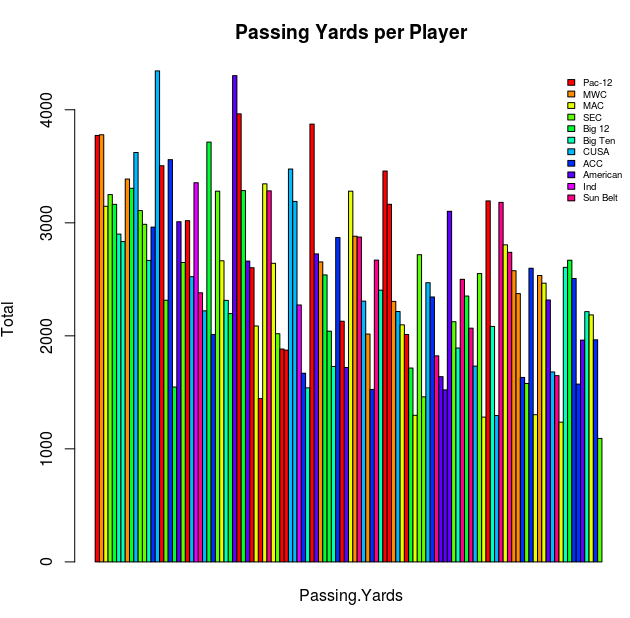 Passing Yards per Player
Pac-12
MWC
MAC
SEC
Big 12
Big Ten
CUSA
ACC
American
Ind
Sun Belt
4000
3000
2000
1000
0
Total
Passing.Yards